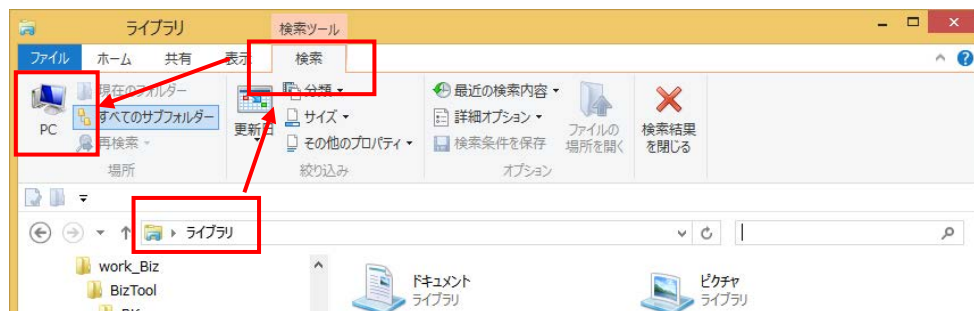 ライブラリ
検索ツール
ファイル
ホーム
共有
表示
検索
PC
現在のフォルダー
すべてのサブフォルダー
再検索
場所
更新日
分類
サイズ
その他のプロパティ
絞り込み
最近の検索内容
詳細オプション
検索条件を保存
ファイルの
場所を開く
オプション
検索結果
を閉じる
ライブラリ
work_Biz
BizTool
ドキュメント
ライブラリ
ピクチャ
ライブラリ